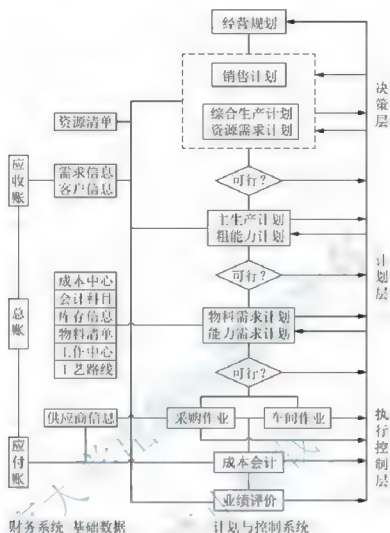 经营规划
销售计划
资源清单
综合生产计划
资源需求计划
决策层
应收账
需求信息
客户信息
可行？
主生产计划
粗能力计划
可行？
计划层
总账
成本中心
会计科目
库存信息
物料清单
工作中心
工艺路线
物料需求计划
能力需求计划
可行？
供应商信息
采购作业
车间作业
执行控制层
应付账
成本会计
业绩评价
财务系统 基础数据 计划与控制系统